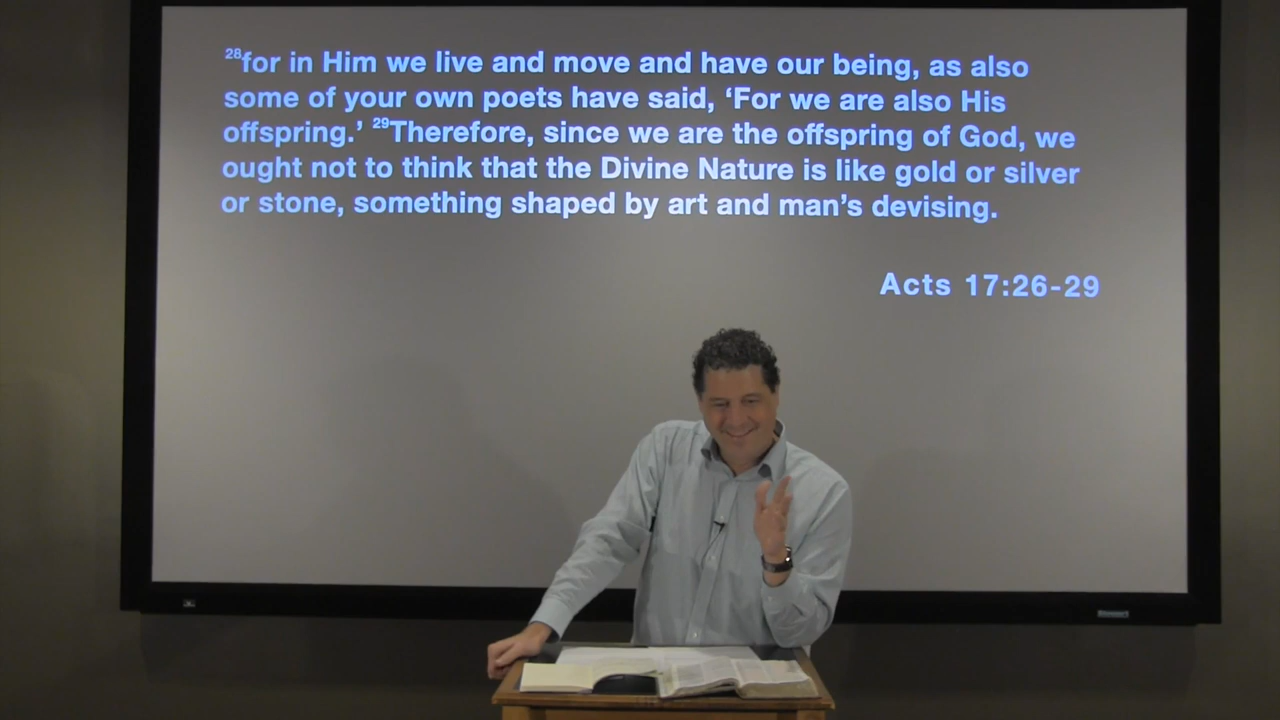 28for in Him we live and move and have our being, as also
some of your own poets have said, ‘For we are also His
offspring.’ 29Therefore, since we are the offspring of God, we
ought not to think that the Divine Nature is like gold or silver
or stone, something shaped by art and man’s devising.
Acts 17:26-29